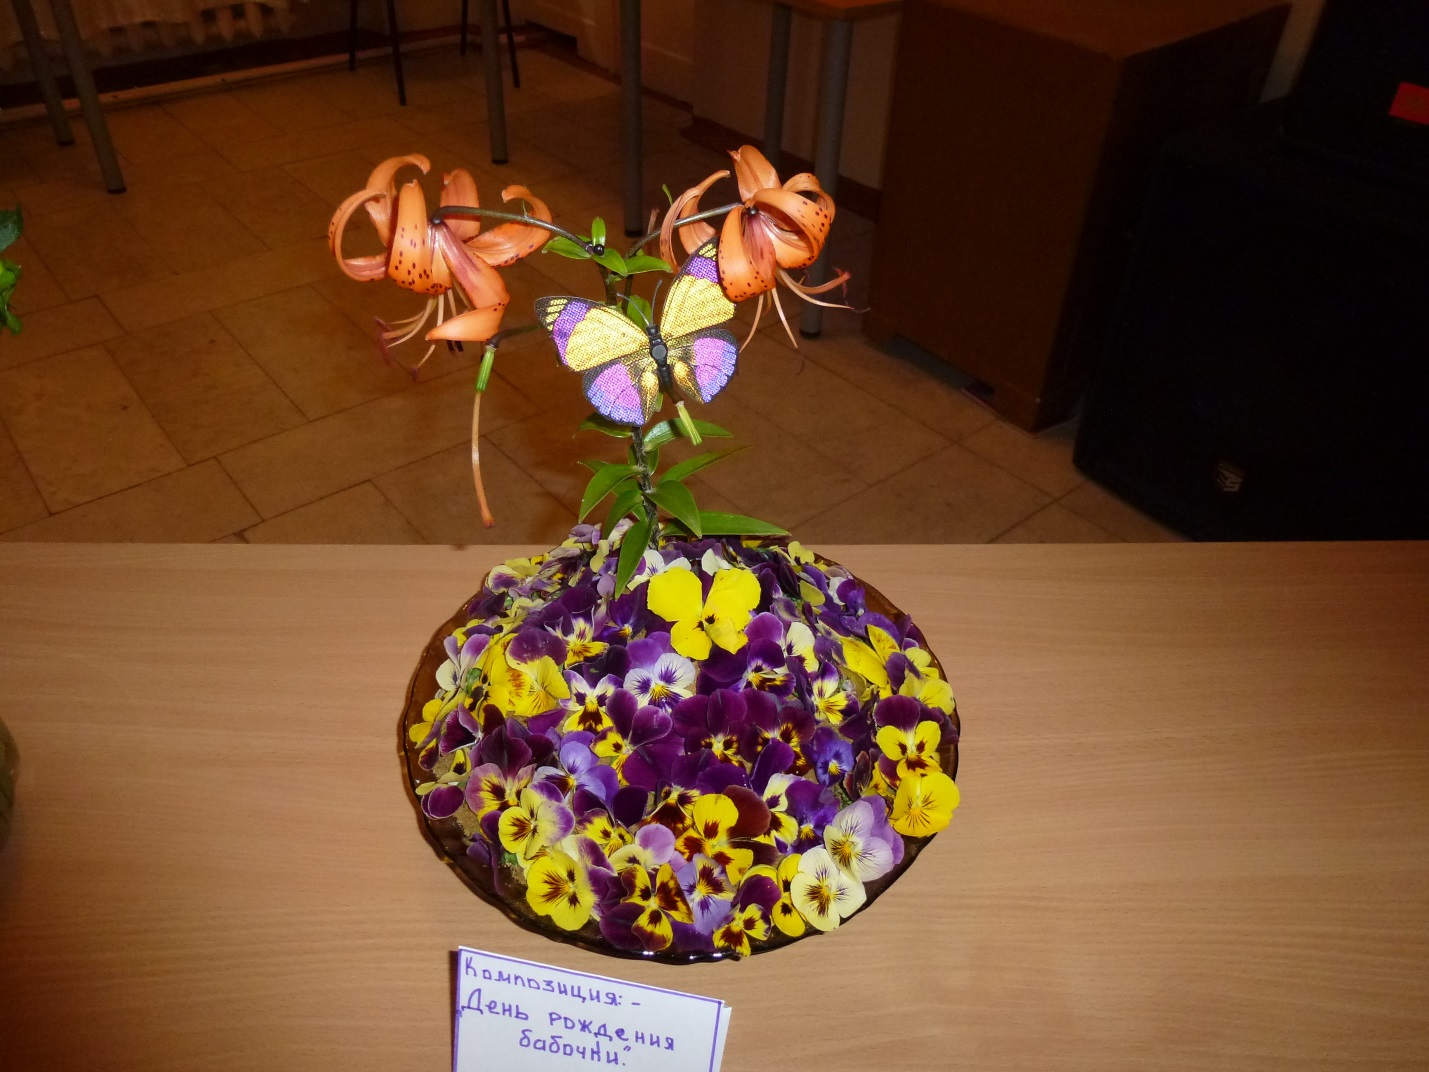 Композиция: -
„День рождения
бабочки."